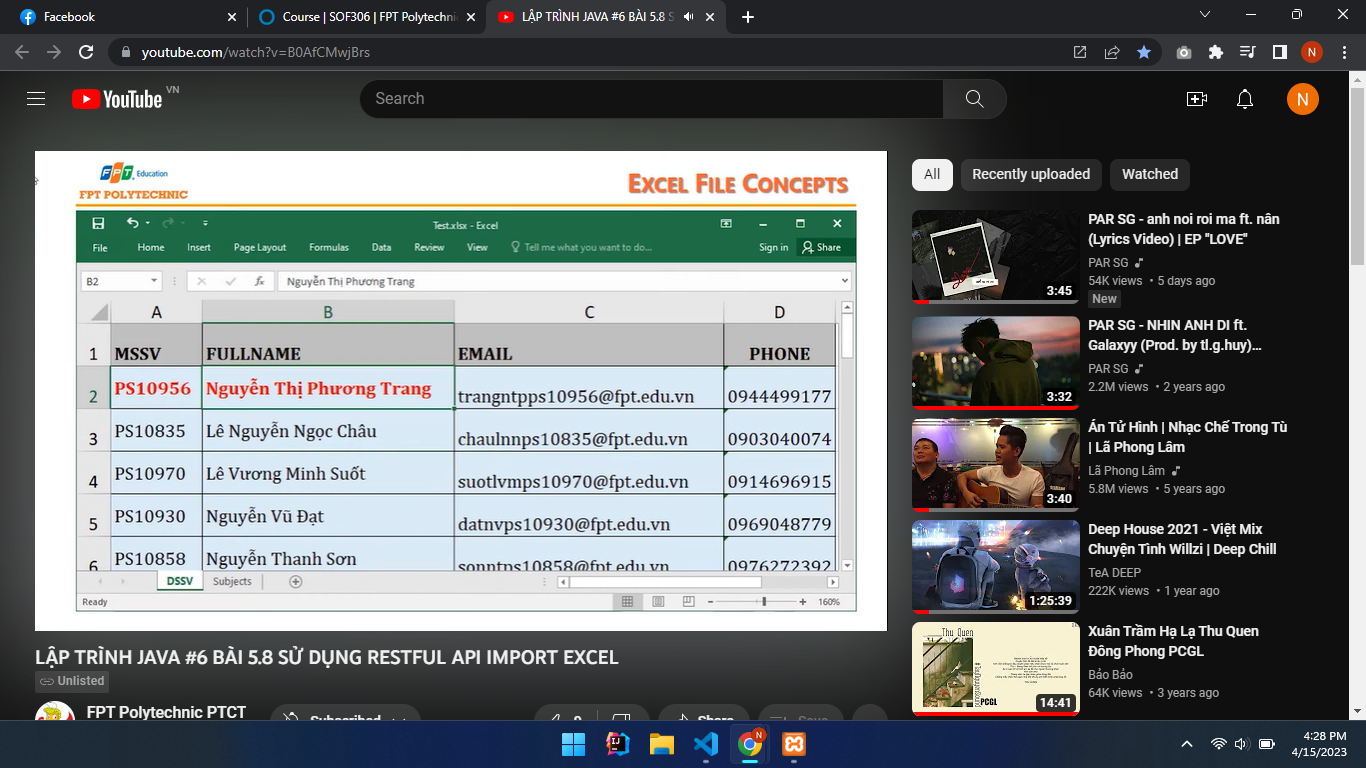 Facebook
Course | SOF306 | FPT Polytechni
LẬP TRÌNH JAVA #6 BÀI 5.8 S
youtube.com/watch?v=B0AfCMwjBrs
N
YouTube VN
Search
N
FPT Education
FPT POLYTECHNIC
EXCEL FILE CONCEPTS
Test.xlsx - Excel
File Home Insert Page Layout Formulas Data Review View Tell me what you want to do... Sign in Share
B2 fx Nguyễn Thị Phương Trang
A B C D
1 MSSV FULLNAME EMAIL PHONE
2 PS10956 Nguyễn Thị Phương Trang trangntpps10956@fpt.edu.vn 0944499177
3 PS10835 Lê Nguyễn Ngọc Châu chaulnnps10835@fpt.edu.vn 0903040074
4 PS10970 Lê Vương Minh Suốt suotlvmps10970@fpt.edu.vn 0914696915
5 PS10930 Nguyễn Vũ Đạt datnvps10930@fpt.edu.vn 0969048779
6 PS10858 Nguyễn Thanh Sơn sonntps10858@fpt.edu.vn 0976272392
DSSV Subjects
Ready 160%
LẬP TRÌNH JAVA #6 BÀI 5.8 SỬ DỤNG RESTFUL API IMPORT EXCEL
Unlisted
FPT Polytechnic PTCT
Subscribed
9
Share
Save
All Recently uploaded Watched
PAR SG - anh noi roi ma ft. nân
(Lyrics Video) | EP "LOVE"
PAR SG
54K views • 5 days ago
New
3:45
PAR SG - NHIN ANH DI ft.
Galaxyy (Prod. by tl.g.huy)…
PAR SG
2.2M views • 2 years ago
3:32
Án Tử Hình | Nhạc Chế Trong Tù
| Lã Phong Lâm
Lã Phong Lâm
5.8M views • 5 years ago
3:40
Deep House 2021 - Việt Mix
Chuyện Tình Willzi | Deep Chill
TeA DEEP
222K views • 1 year ago
1:25:39
Xuân Trầm Hạ Lạ Thu Quen
Đông Phong PCGL
Bảo Bảo
64K views • 3 years ago
Thu Quen
PCGL
14:41
N
4:28 PM
4/15/2023